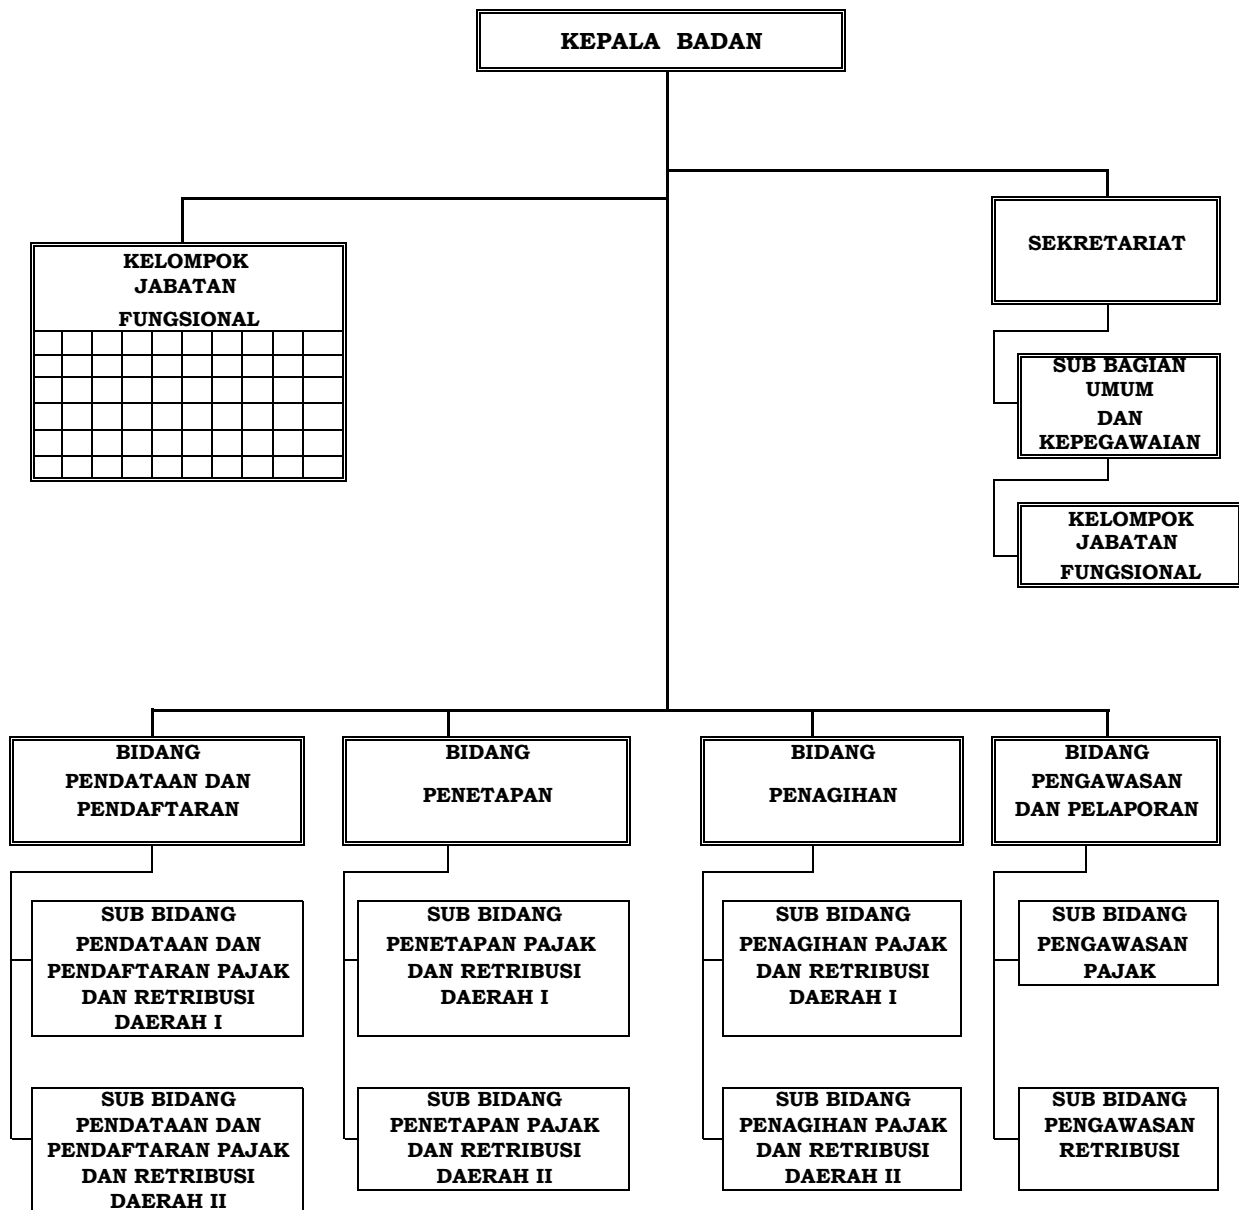 KEPALA BADAN
SEKRETARIAT
KELOMPOK
JABATAN
FUNGSIONAL
SUB BAGIAN
UMUM
DAN
KEPEGAWAIAN
KELOMPOK
JABATAN
FUNGSIONAL
BIDANG
PENDATAAN DAN
PENDAFTARAN
BIDANG
PENETAPAN
BIDANG
PENAGIHAN
BIDANG
PENGAWASAN
DAN PELAPORAN
SUB BIDANG
PENDATAAN DAN
PENDAFTARAN PAJAK
DAN RETRIBUSI
DAERAH I
SUB BIDANG
PENETAPAN PAJAK
DAN RETRIBUSI
DAERAH I
SUB BIDANG
PENAGIHAN PAJAK
DAN RETRIBUSI
DAERAH I
SUB BIDANG
PENGAWASAN
PAJAK
SUB BIDANG
PENDATAAN DAN
PENDAFTARAN PAJAK
DAN RETRIBUSI
DAERAH II
SUB BIDANG
PENETAPAN PAJAK
DAN RETRIBUSI
DAERAH II
SUB BIDANG
PENAGIHAN PAJAK
DAN RETRIBUSI
DAERAH II
SUB BIDANG
PENGAWASAN
RETRIBUSI